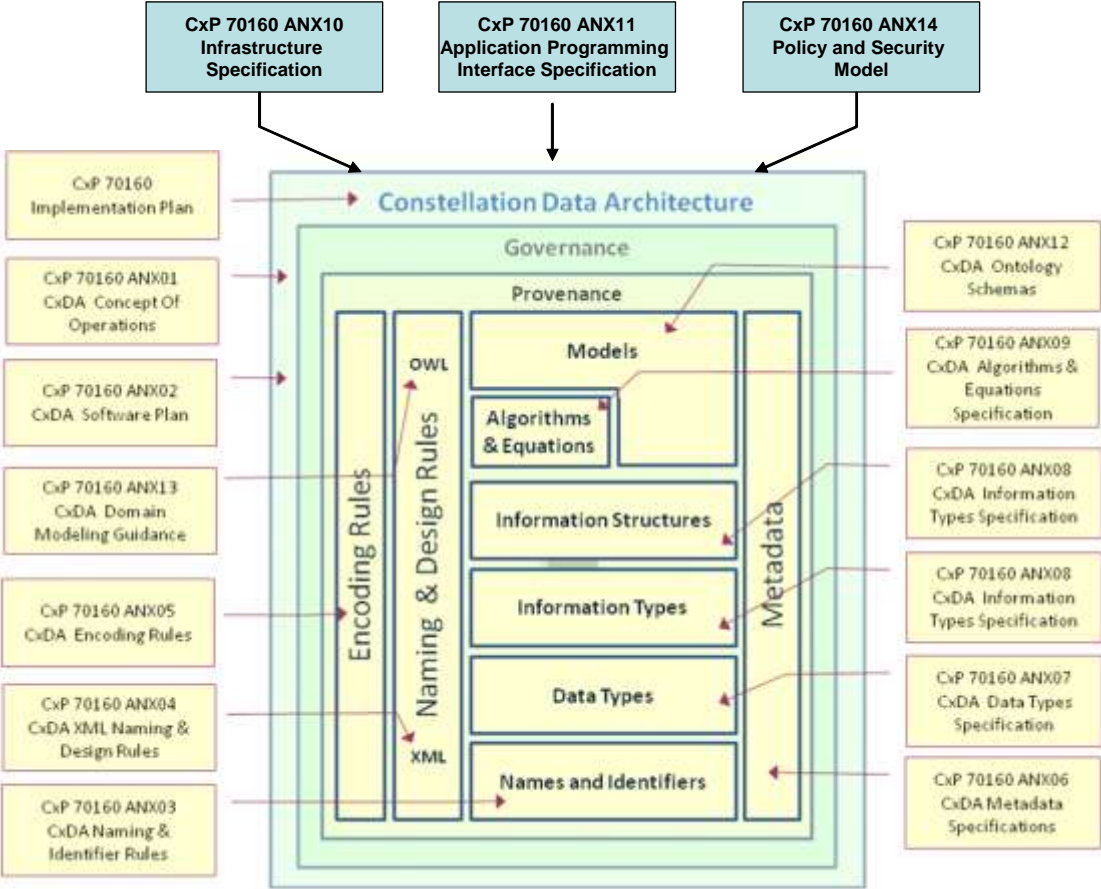 CxP 70160 ANX10
Infrastructure
Specification
CxP 70160 ANX11
Application Programming
Interface Specification
CxP 70160 ANX14
Policy and Security
Model
CxP 70160
Implementation Plan
CxP 70160 ANX01
CxDA Concept Of
Operations
CxP 70160 ANX02
CxDA Software Plan
CxP 70160 ANX13
CxDA Domain
Modeling Guidance
CxP 70160 ANX05
CxDA Encoding Rules
CxP 70160 ANX04
CxDA XML Naming &
Design Rules
CxP 70160 ANX03
CxDA Naming &
Identifier Rules
Constellation Data Architecture
Governance
Provenance
Encoding Rules
OWL
Naming & Design Rules
XML
Models
Algorithms
& Equations
Information Structures
Information Types
Data Types
Names and Identifiers
Metadata
CxP 70160 ANX12
CxDA Ontology
Schemas
CxP 70160 ANX09
CxDA Algorithms &
Equations
Specification
CxP 70160 ANX08
CxDA Information
Types Specification
CxP 70160 ANX08
CxDA Information
Types Specification
CxP 70160 ANX07
CxDA Data Types
Specification
CxP 70160 ANX06
CxDA Metadata
Specifications